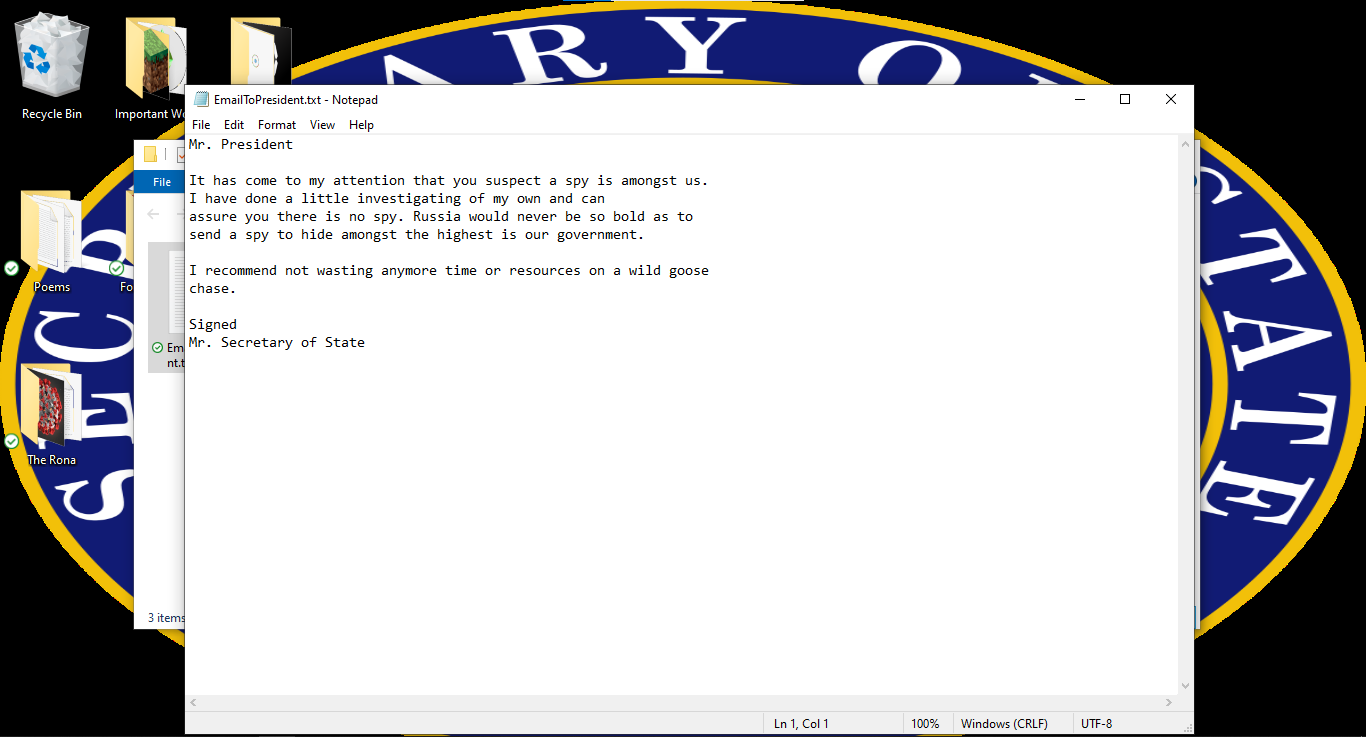 ARY O
SECR
STATE
Recycle Bin
Important Wo
EmailToPresident.txt - Notepad
File Edit Format View Help
Mr. President
It has come to my attention that you suspect a spy is amongst us.
I have done a little investigating of my own and can
assure you there is no spy. Russia would never be so bold as to
send a spy to hide amongst the highest is our government.
I recommend not wasting anymore time or resources on a wild goose
chase.
Signed
Mr. Secretary of State
File
Poems
Fo
Em
nt.t
The Rona
3 items
Ln 1, Col 1 100% Windows (CRLF) UTF-8